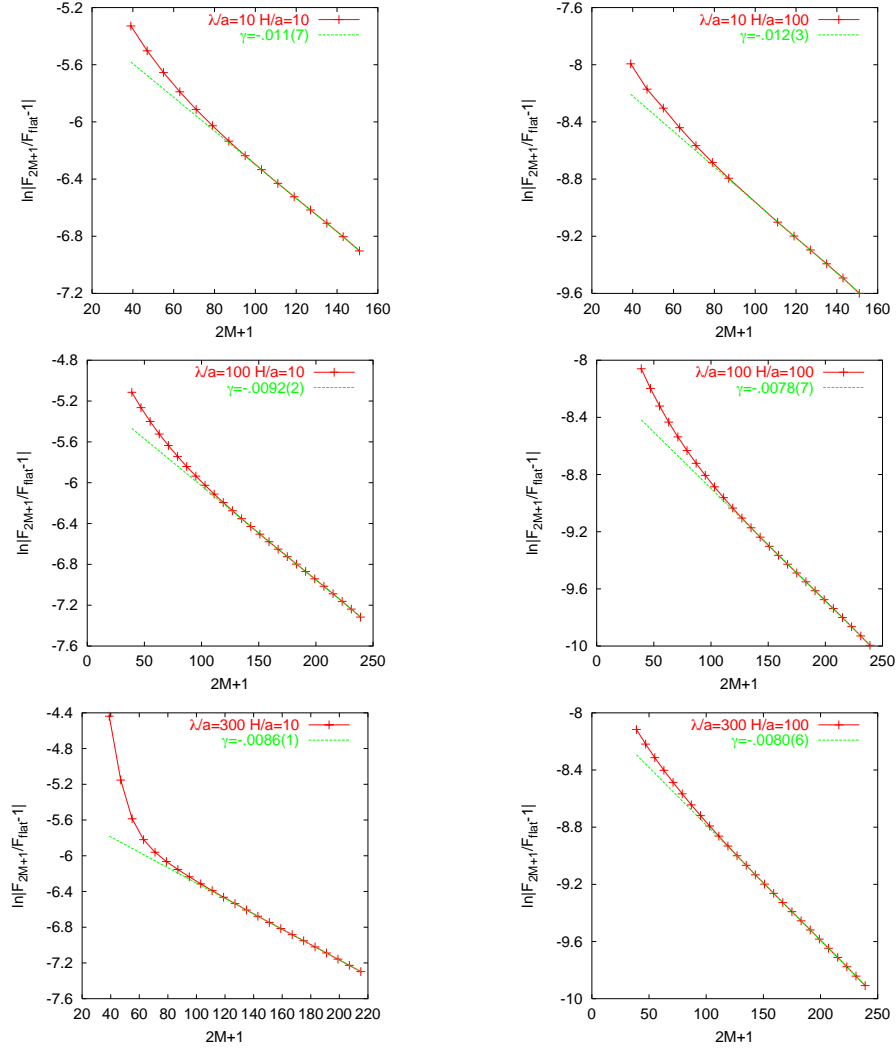 -5.2
-5.6
-6
-6.4
-6.8
-7.2
20 40 60 80 100 120 140 160
ln|F2M+1/Fflat-1|
2M+1
λ/a=10 H/a=10
γ=-.011(7)
-7.6
-8
-8.4
-8.8
-9.2
-9.6
20 40 60 80 100 120 140 160
ln|F2M+1/Fflat-1|
2M+1
λ/a=10 H/a=100
γ=-.012(3)
-4.8
-5.2
-5.6
-6
-6.4
-6.8
-7.2
-7.6
0 50 100 150 200 250
ln|F2M+1/Fflat-1|
2M+1
λ/a=100 H/a=10
γ=-.0092(2)
-8
-8.4
-8.8
-9.2
-9.6
-10
0 50 100 150 200 250
ln|F2M+1/Fflat-1|
2M+1
λ/a=100 H/a=100
γ=-.0078(7)
-4.4
-4.8
-5.2
-5.6
-6
-6.4
-6.8
-7.2
-7.6
20 40 60 80 100 120 140 160 180 200 220
ln|F2M+1/Fflat-1|
2M+1
λ/a=300 H/a=10
γ=-.0086(1)
-8
-8.4
-8.8
-9.2
-9.6
-10
0 50 100 150 200 250
ln|F2M+1/Fflat-1|
2M+1
λ/a=300 H/a=100
γ=-.0080(6)